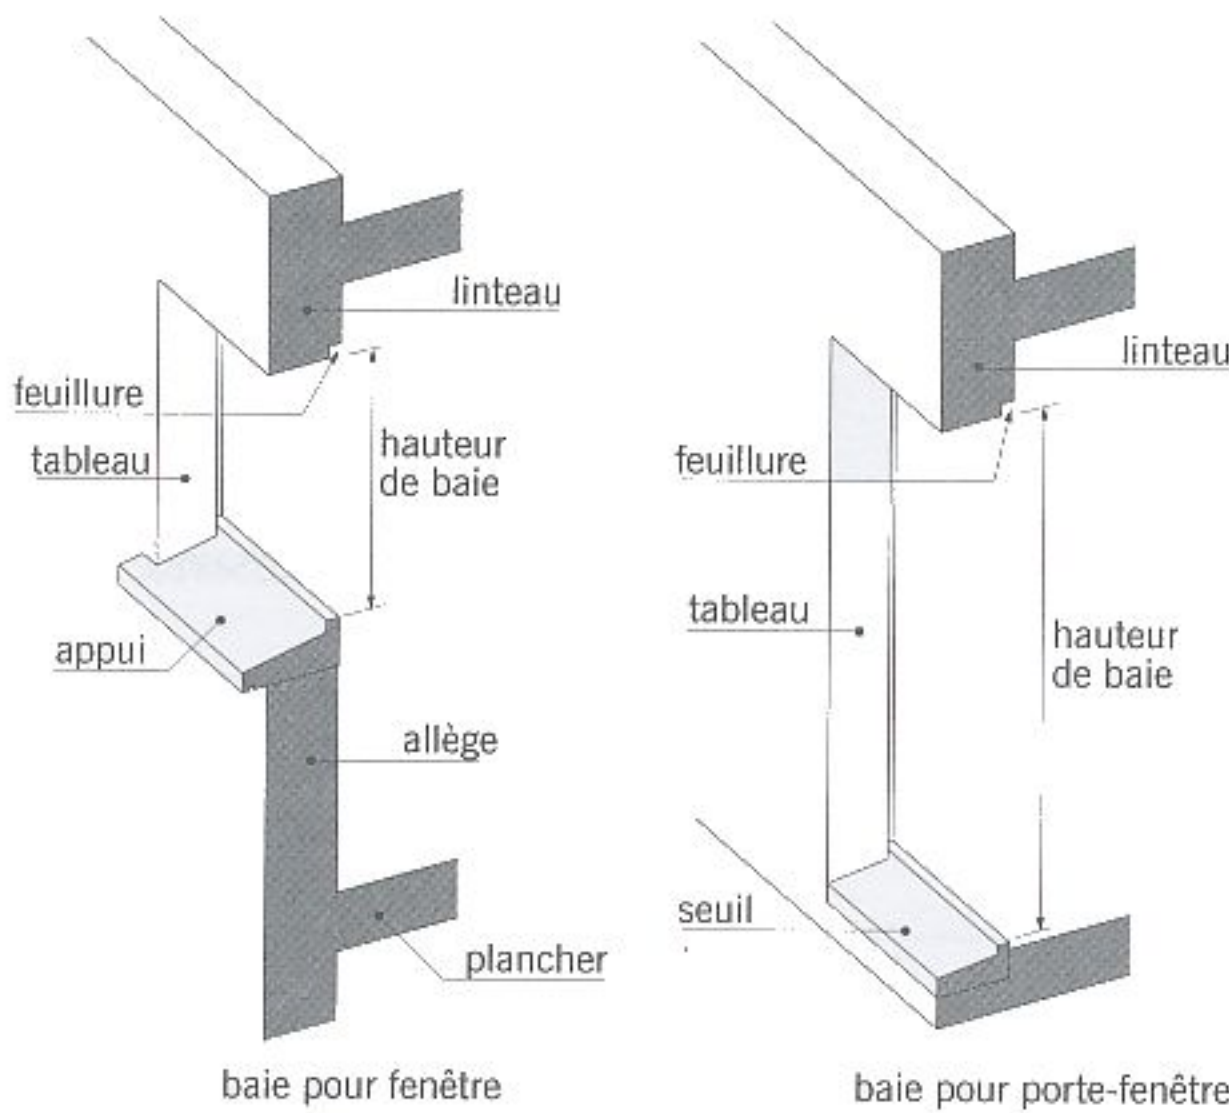 linteau
feuillure
hauteur
de baie
tableau
appui
allège
plancher
baie pour fenêtre
linteau
feuillure
tableau
hauteur
de baie
seuil
baie pour porte-fenêtre